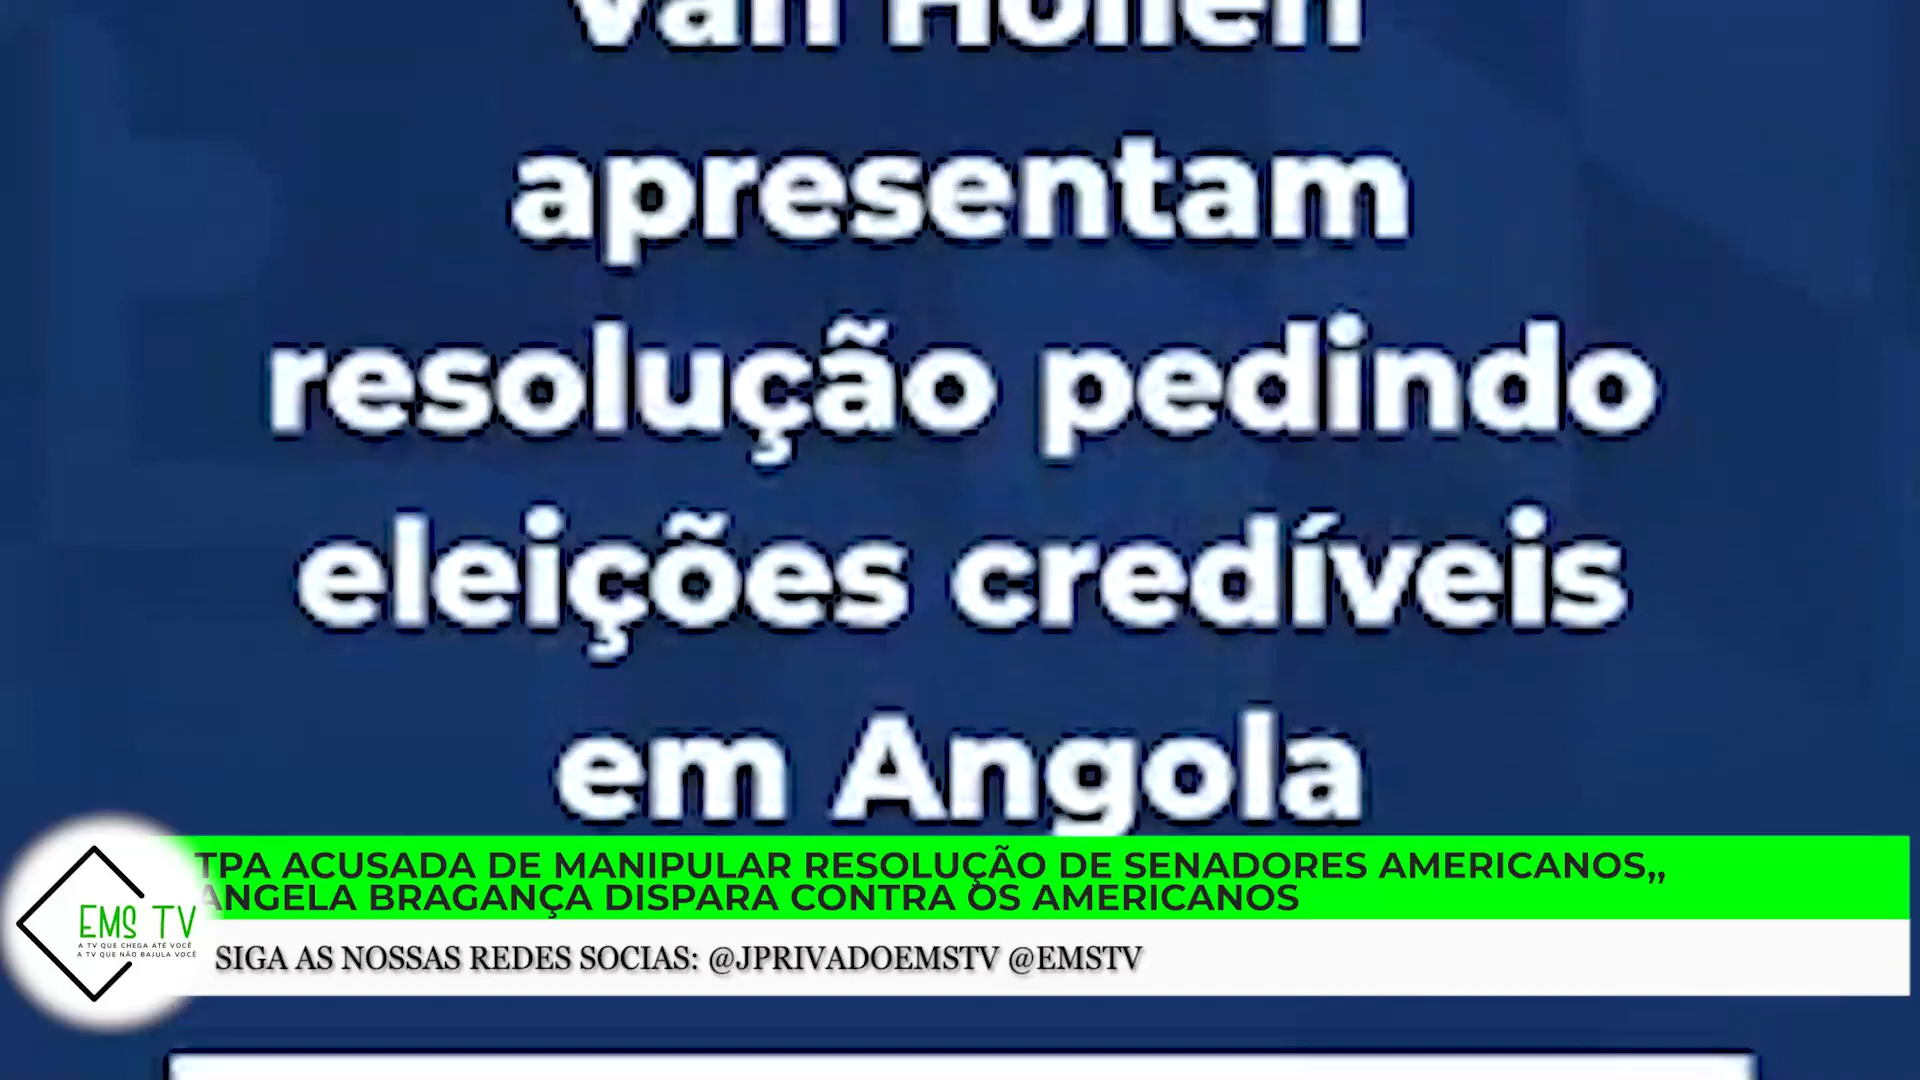 Van Hollen
apresentam
resolução pedindo
eleições credíveis
em Angola
TPA ACUSADA DE MANIPULAR RESOLUÇÃO DE SENADORES AMERICANOS,,
ANGELA BRAGANÇA DISPARA CONTRA OS AMERICANOS
EMS TV
A TV QUE CHEGA ATÉ VOCÊ
A TV QUE NÃO BAJULA VOCÊ
SIGA AS NOSSAS REDES SOCIAS: @JPRIVADOEMSTV @EMSTV